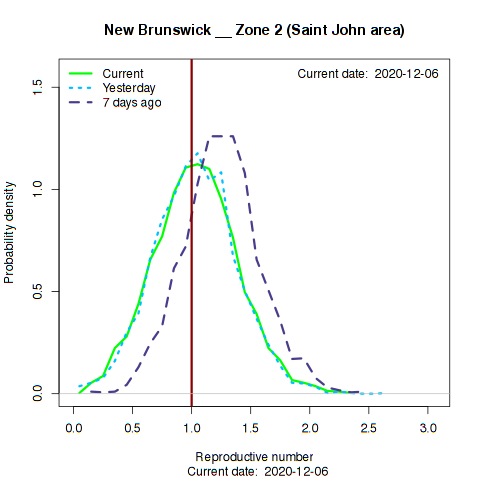 New Brunswick __ Zone 2 (Saint John area)
Current
Yesterday
7 days ago
Current date:  2020-12-06
Probability density
1.5
1.0
0.5
0.0
0.0 0.5 1.0 1.5 2.0 2.5 3.0
Reproductive number
Current date:  2020-12-06